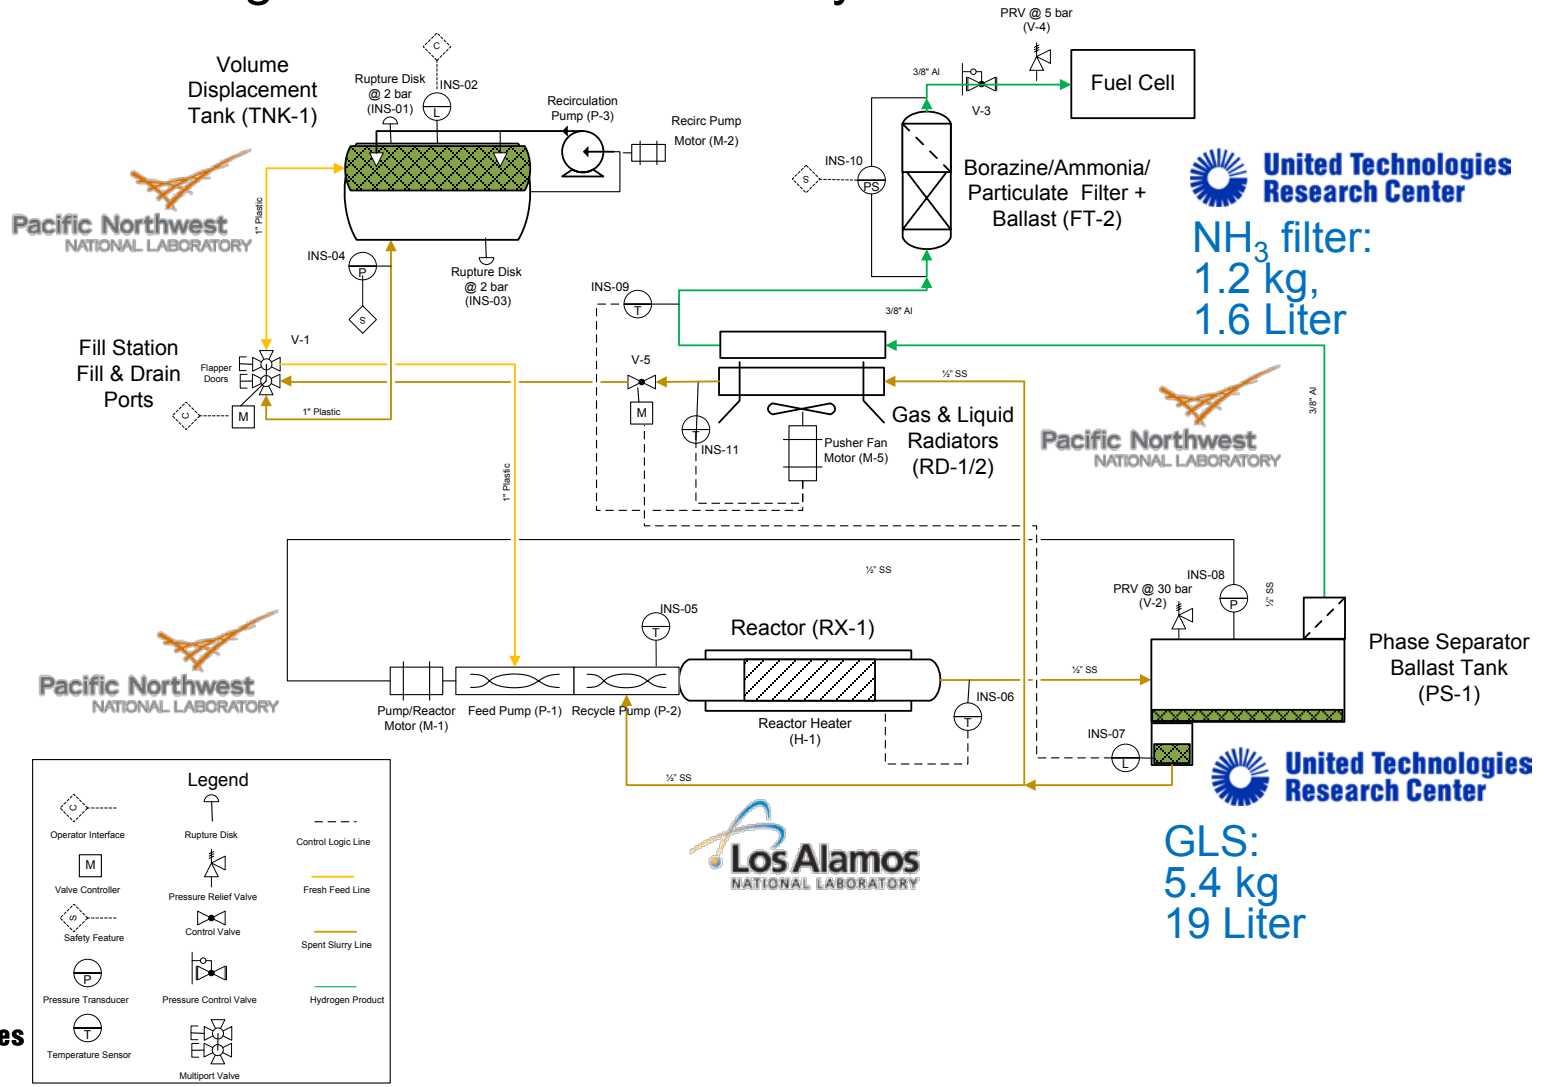 PRV @ 5 bar
(V-4)
Fuel Cell
3/8" Al
V-3
Volume
Displacement
Tank (TNK-1)
C
Rupture Disk
@ 2 bar
(INS-01)
INS-02
L
Recirculation
Pump (P-3)
Recirc Pump
Motor (M-2)
INS-10
PS
S
Borazine/Ammonia/
Particulate Filter +
Ballast (FT-2)
United Technologies
Research Center
NH3 filter:
1.2 kg,
1.6 Liter
Pacific Northwest
NATIONAL LABORATORY
1" Plastic
INS-04
P
S
Rupture Disk
@ 2 bar
(INS-03)
INS-09
T
3/8" Al
Fill Station
Fill & Drain
Ports
Flapper
Doors
V-1
C
M
1" Plastic
V-5
M
T
INS-11
½" SS
Gas & Liquid
Radiators
(RD-1/2)
Pusher Fan
Motor (M-5)
3/8" Al
Pacific Northwest
NATIONAL LABORATORY
1" Plastic
½" SS
½" SS
PRV @ 30 bar
(V-2)
INS-08
P
Phase Separator
Ballast Tank
(PS-1)
INS-05
T
Reactor (RX-1)
½" SS
INS-06
T
Pacific Northwest
NATIONAL LABORATORY
Pump/Reactor
Motor (M-1)
Feed Pump (P-1)
Recycle Pump (P-2)
Reactor Heater
(H-1)
INS-07
L
½" SS
United Technologies
Research Center
GLS:
5.4 kg
19 Liter
Los Alamos
NATIONAL LABORATORY
Legend
C
Operator Interface
Rupture Disk
Control Logic Line
M
Valve Controller
Pressure Relief Valve
Fresh Feed Line
S
Safety Feature
Control Valve
Spent Slurry Line
P
Pressure Transducer
Pressure Control Valve
Hydrogen Product
T
Temperature Sensor
Multiport Valve
es